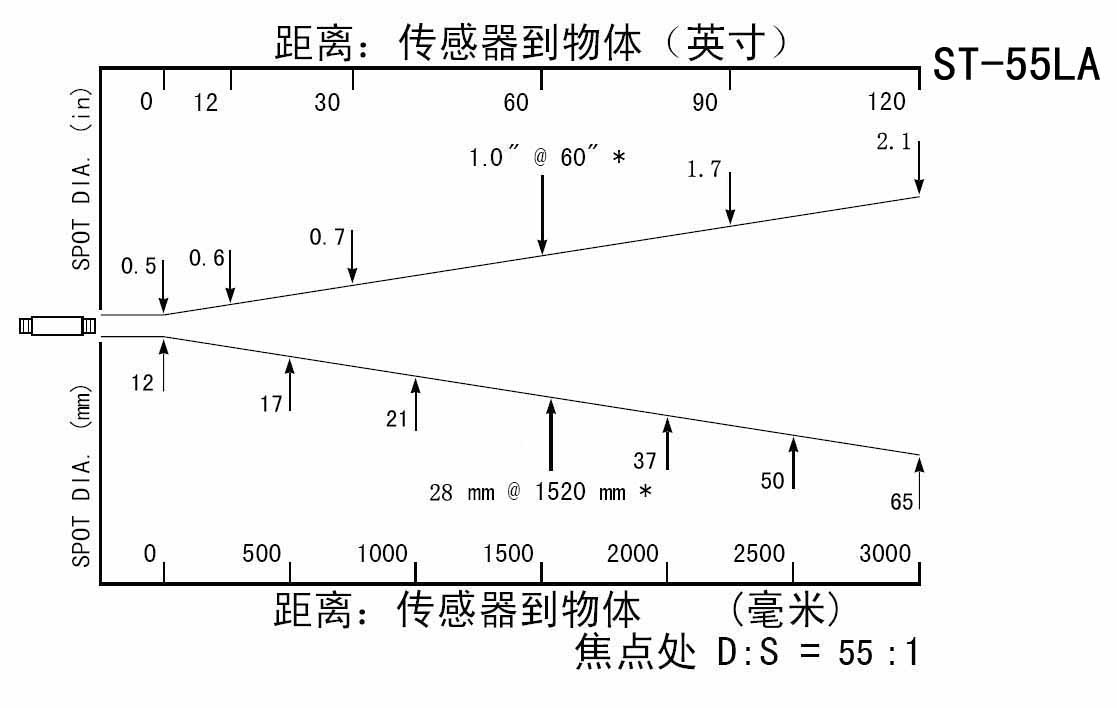 距离: 传感器到物体 (英寸)
ST-55LA
0 12 30 60 90 120
SPOT DIA. (in)
0.5
0.6
0.7
1.0″ @ 60″ *
1.7
2.1
SPOT DIA. (mm)
12
17
21
28 mm @ 1520 mm *
37
50
65
0 500 1000 1500 2000 2500 3000
距离: 传感器到物体 (毫米)
焦点处 D:S = 55 :1